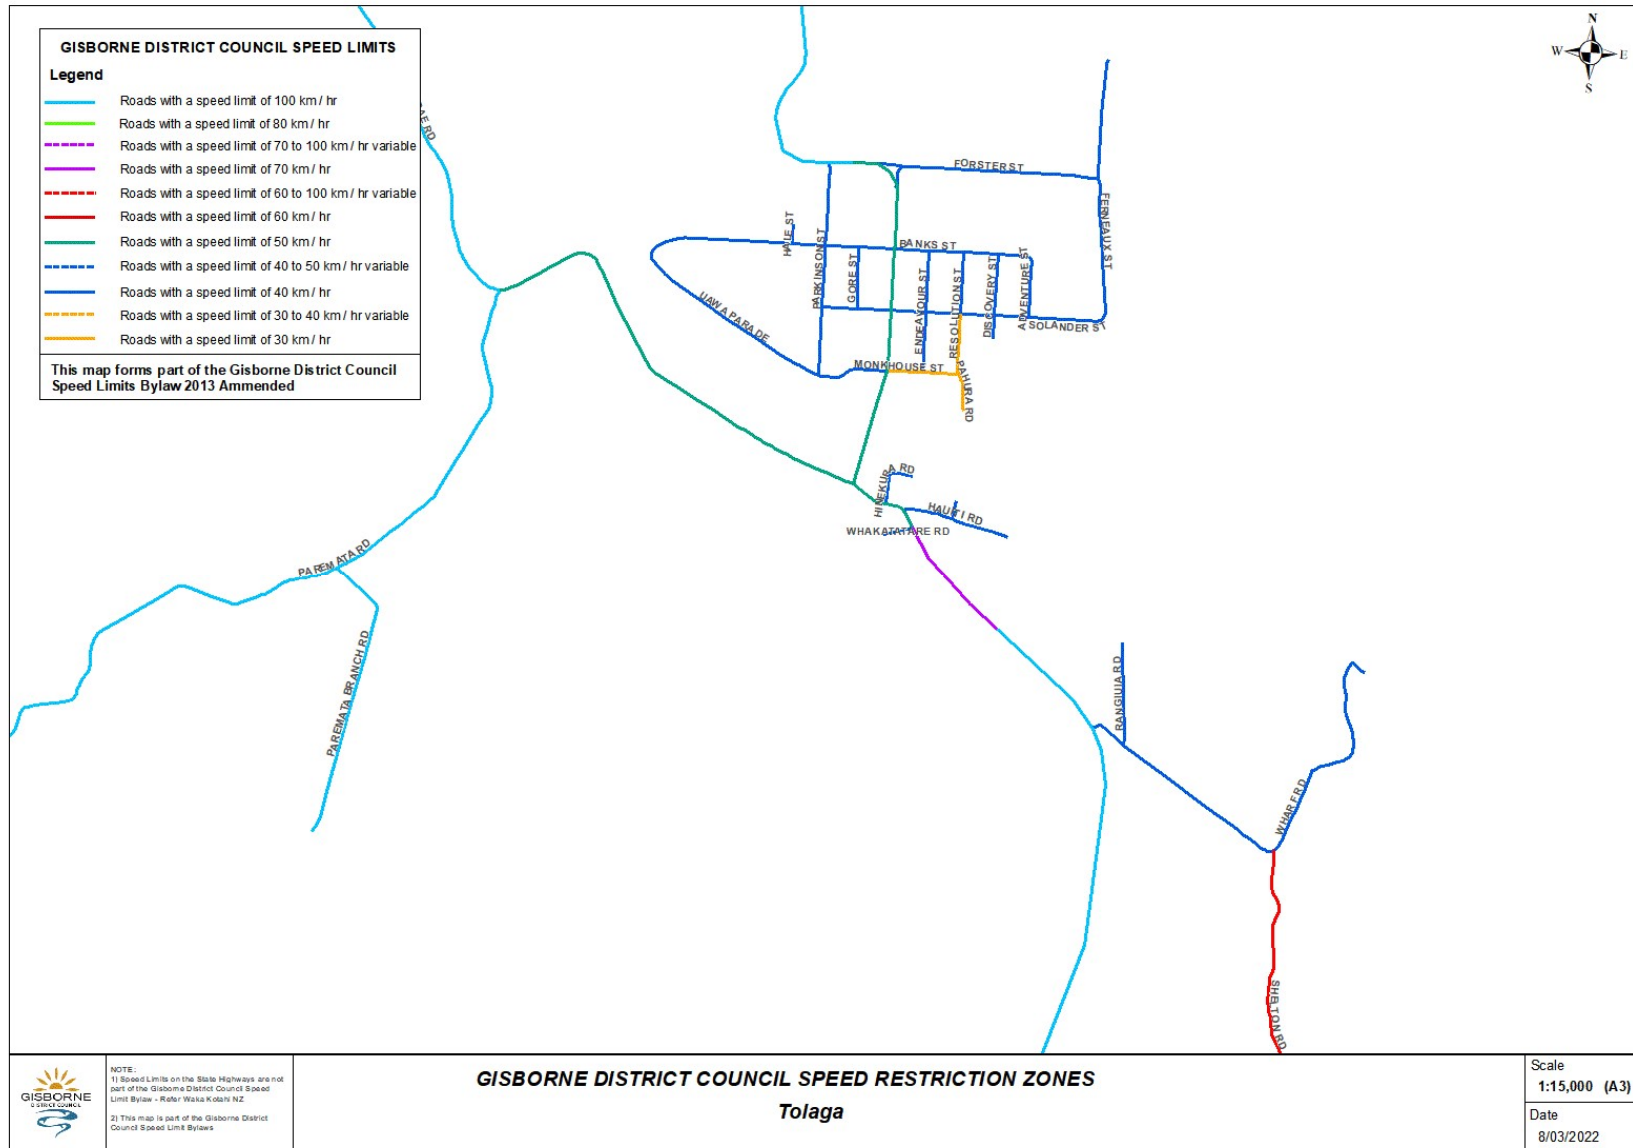 GISBORNE DISTRICT COUNCIL SPEED LIMITS
Legend
Roads with a speed limit of 100 km / hr
Roads with a speed limit of 80 km / hr
Roads with a speed limit of 70 to 100 km / hr variable
Roads with a speed limit of 70 km / hr
Roads with a speed limit of 60 to 100 km / hr variable
Roads with a speed limit of 60 km / hr
Roads with a speed limit of 50 km / hr
Roads with a speed limit of 40 to 50 km / hr variable
Roads with a speed limit of 40 km / hr
Roads with a speed limit of 30 to 40 km / hr variable
Roads with a speed limit of 30 km / hr
This map forms part of the Gisborne District Council
Speed Limits Bylaw 2013 Ammended
RD
N
W
E
S
FORSTER ST
FERNEAUX ST
HALE ST
PARKINSON ST
GORE ST
BANKS ST
ENDEAVOUR ST
RESOLUTION ST
DISCOVERY ST
ADVENTURE ST
SOLANDER ST
UAWA PARADE
MONKHOUSE ST
PAHURA RD
HINEKURA RD
HAUITI RD
WHAKATATARE RD
PAREMATA RD
PAREMATA BRANCH RD
RANGIUIA RD
WHARF RD
SHELTON RD
GISBORNE
DISTRICT COUNCIL
NOTE:
1) Speed Limits on the State Highways are not
part of the Gisborne District Council Speed
Limit Bylaw - Refer Waka Kotahi NZ
2) This map is part of the Gisborne District
Council Speed Limit Bylaws
GISBORNE DISTRICT COUNCIL SPEED RESTRICTION ZONES
Tolaga
Scale
1:15,000 (A3)
Date
8/03/2022